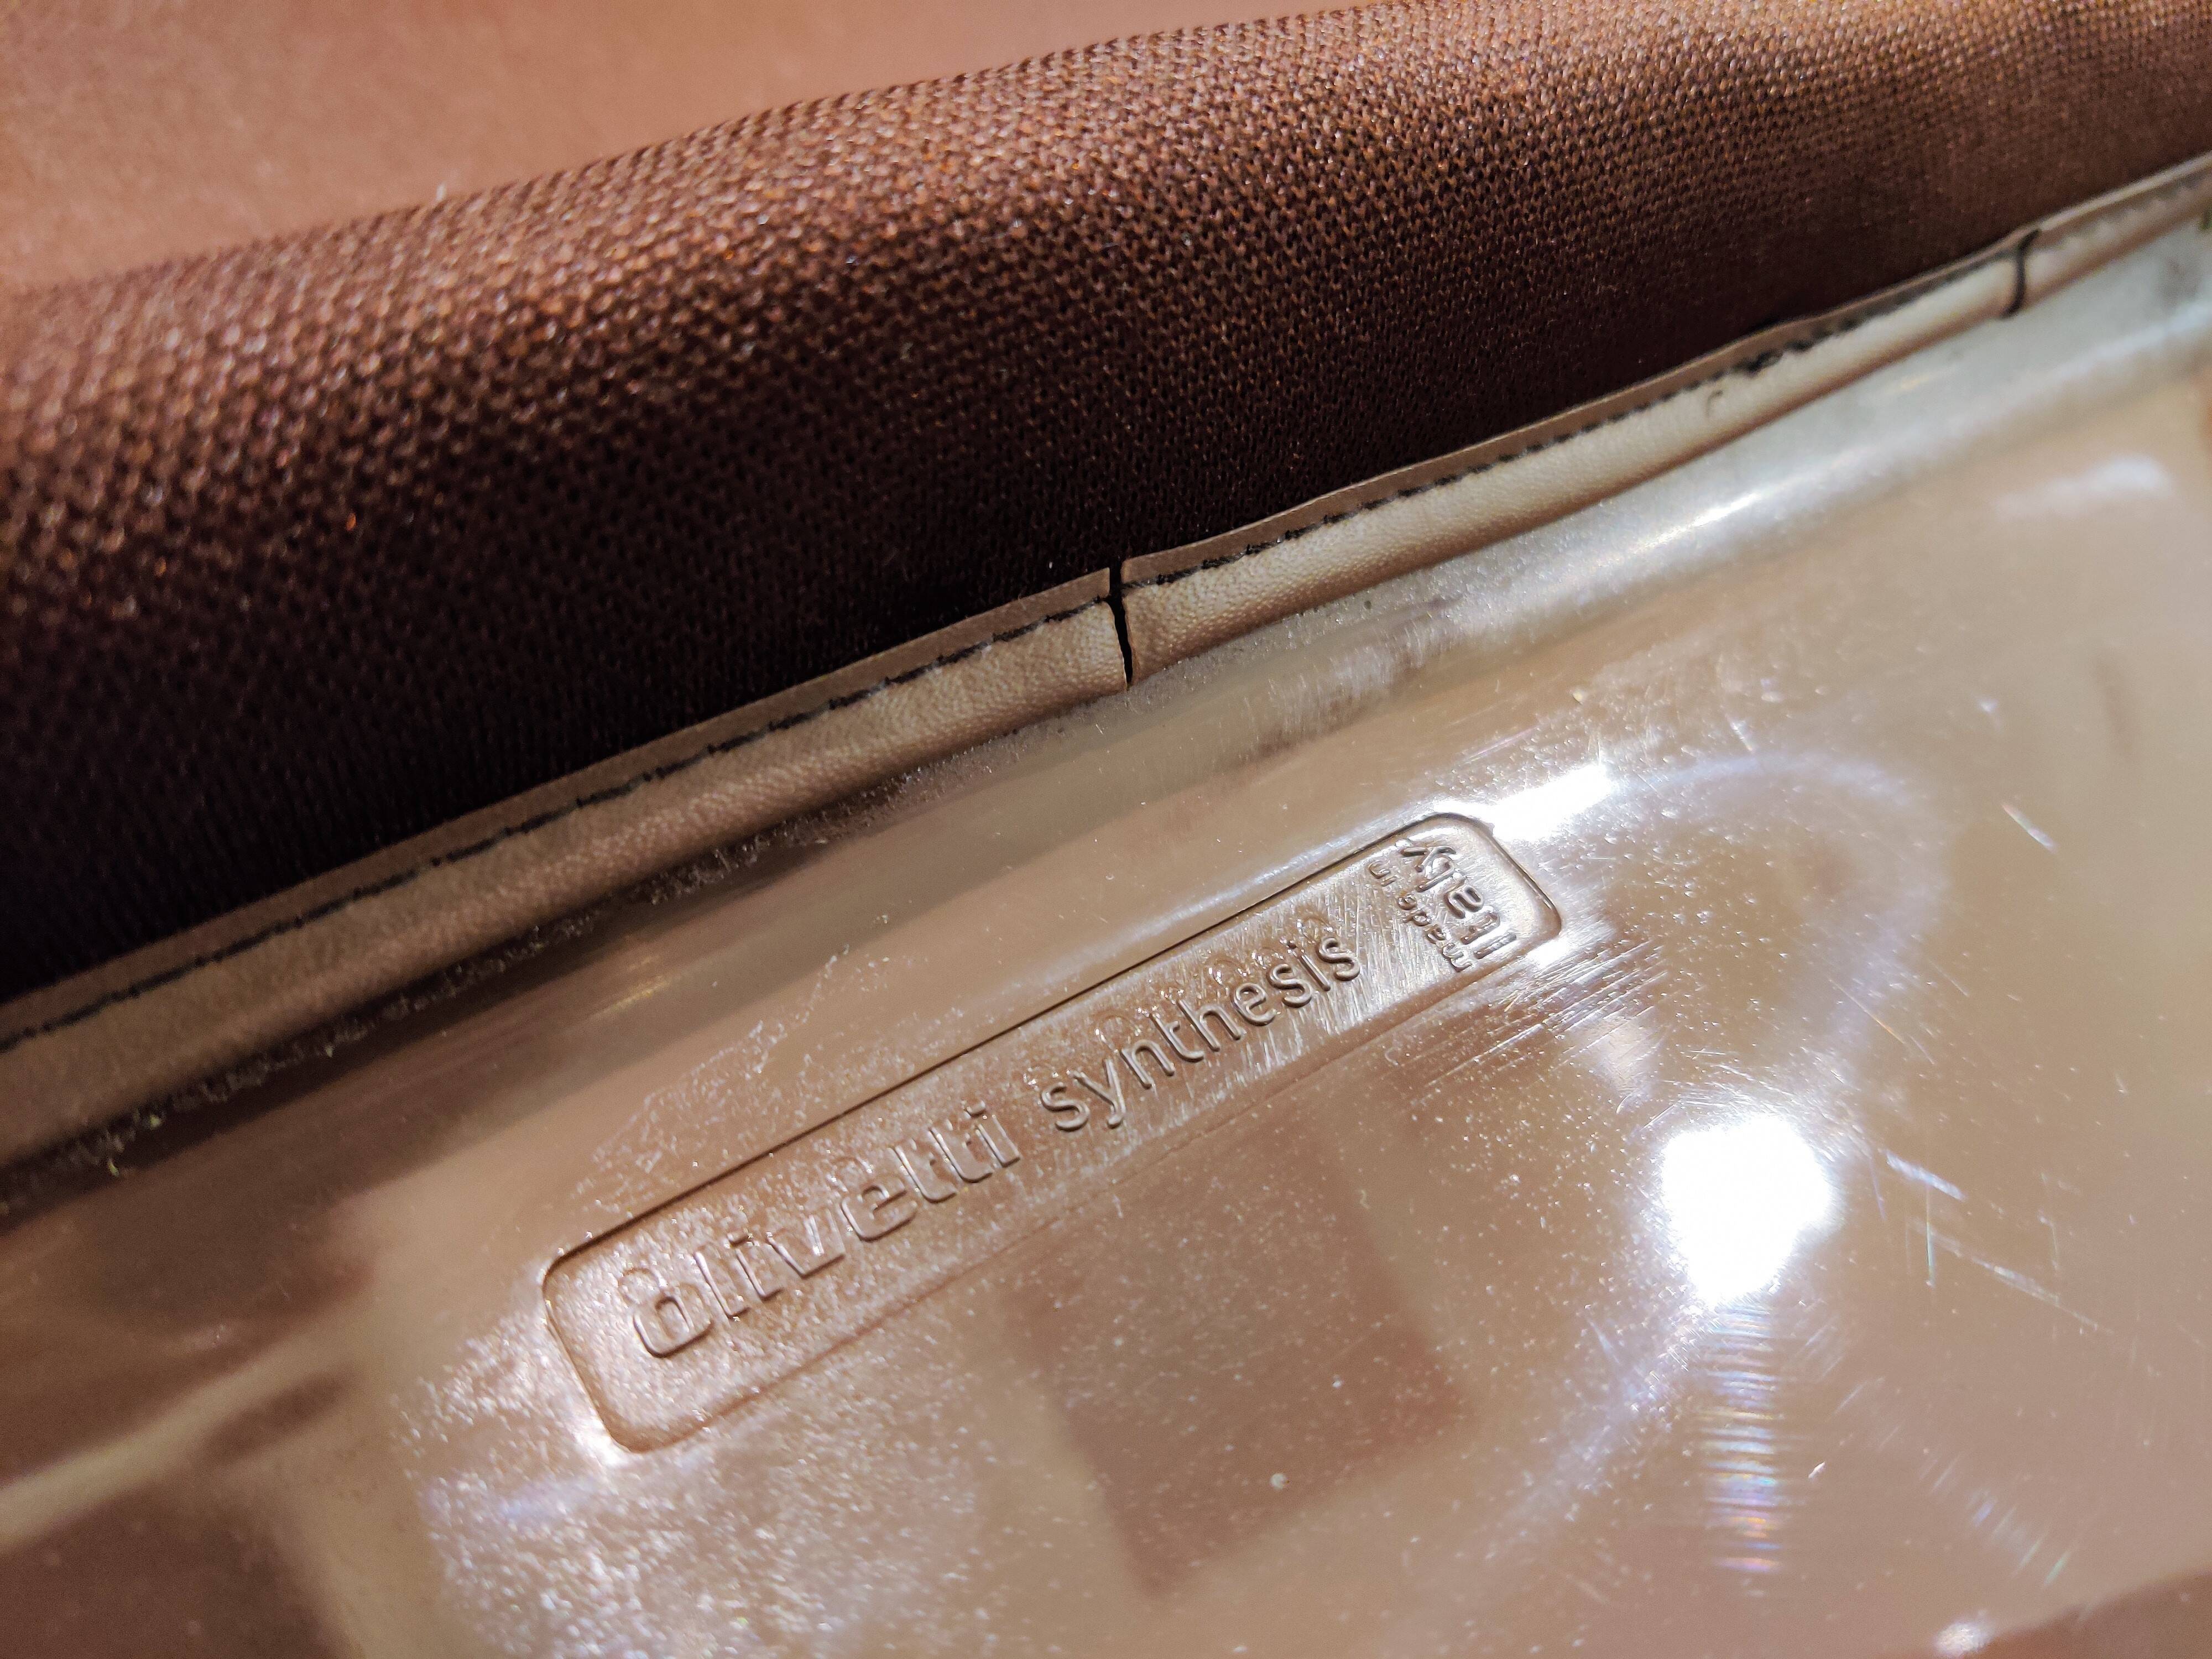 olivetti synthesis
made in
Italy